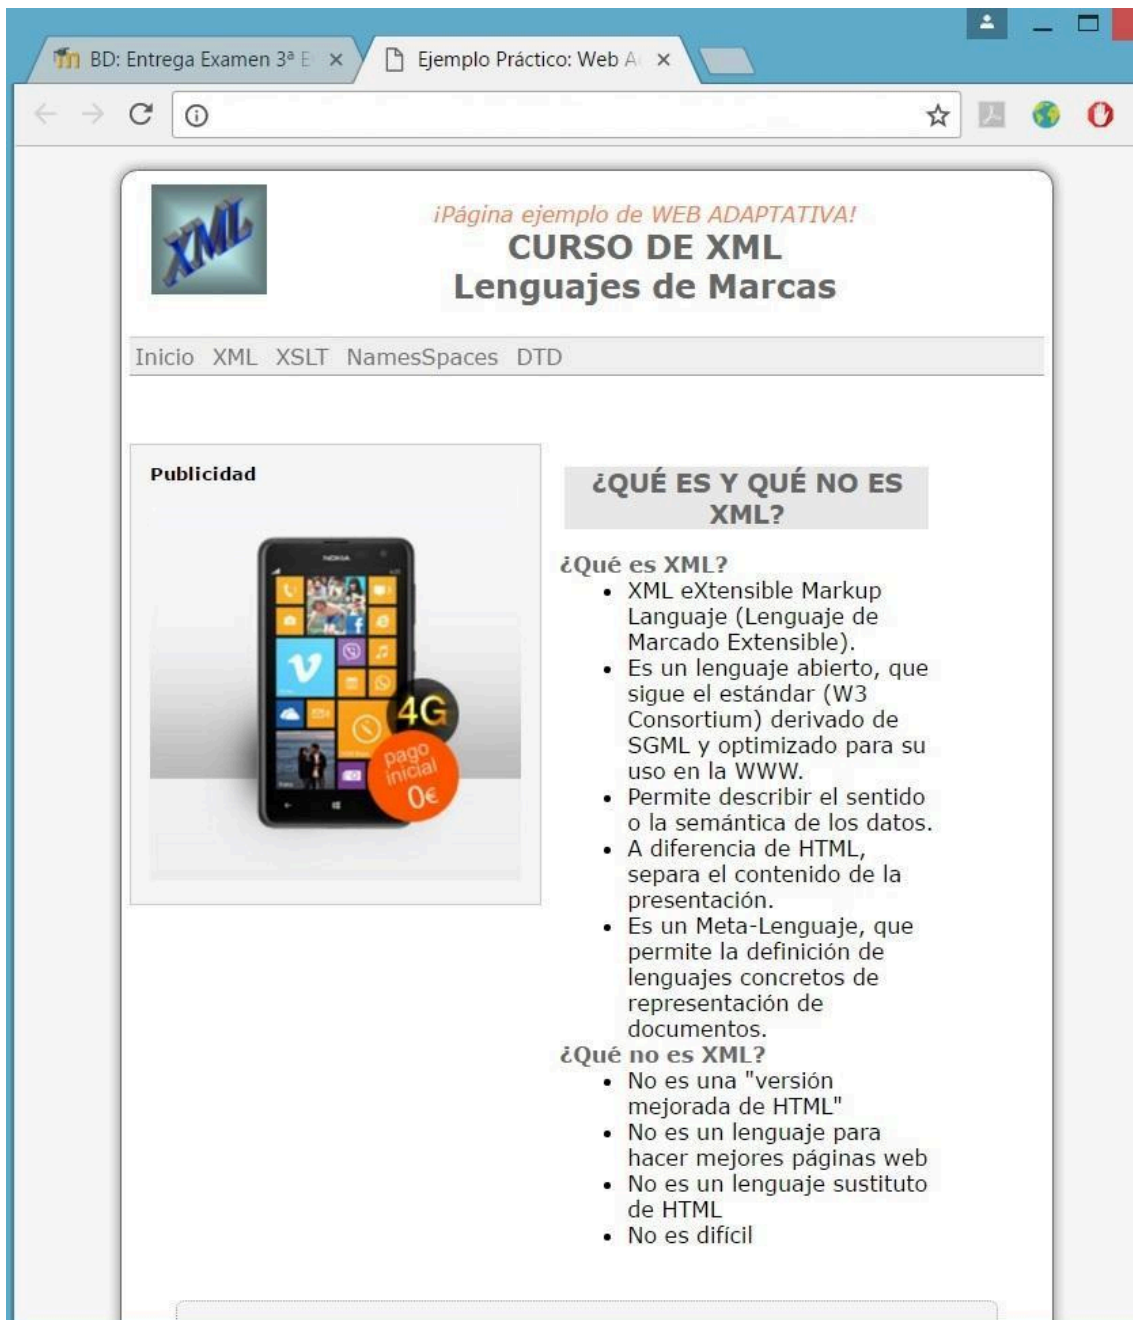 BD: Entrega Examen 3ª E
Ejemplo Práctico: Web A
XML
¡Página ejemplo de WEB ADAPTATIVA!
CURSO DE XML
Lenguajes de Marcas
Inicio XML XSLT NamesSpaces DTD
Publicidad
NOKIA
4G
pago
inicial
0€
¿QUÉ ES Y QUÉ NO ES
XML?
¿Qué es XML?
• XML eXtensible Markup
Languaje (Lenguaje de
Marcado Extensible).
• Es un lenguaje abierto, que
sigue el estándar (W3
Consortium) derivado de
SGML y optimizado para su
uso en la WWW.
• Permite describir el sentido
o la semántica de los datos.
• A diferencia de HTML,
separa el contenido de la
presentación.
• Es un Meta-Lenguaje, que
permite la definición de
lenguajes concretos de
representación de
documentos.
¿Qué no es XML?
• No es una "versión
mejorada de HTML"
• No es un lenguaje para
hacer mejores páginas web
• No es un lenguaje sustituto
de HTML
• No es difícil